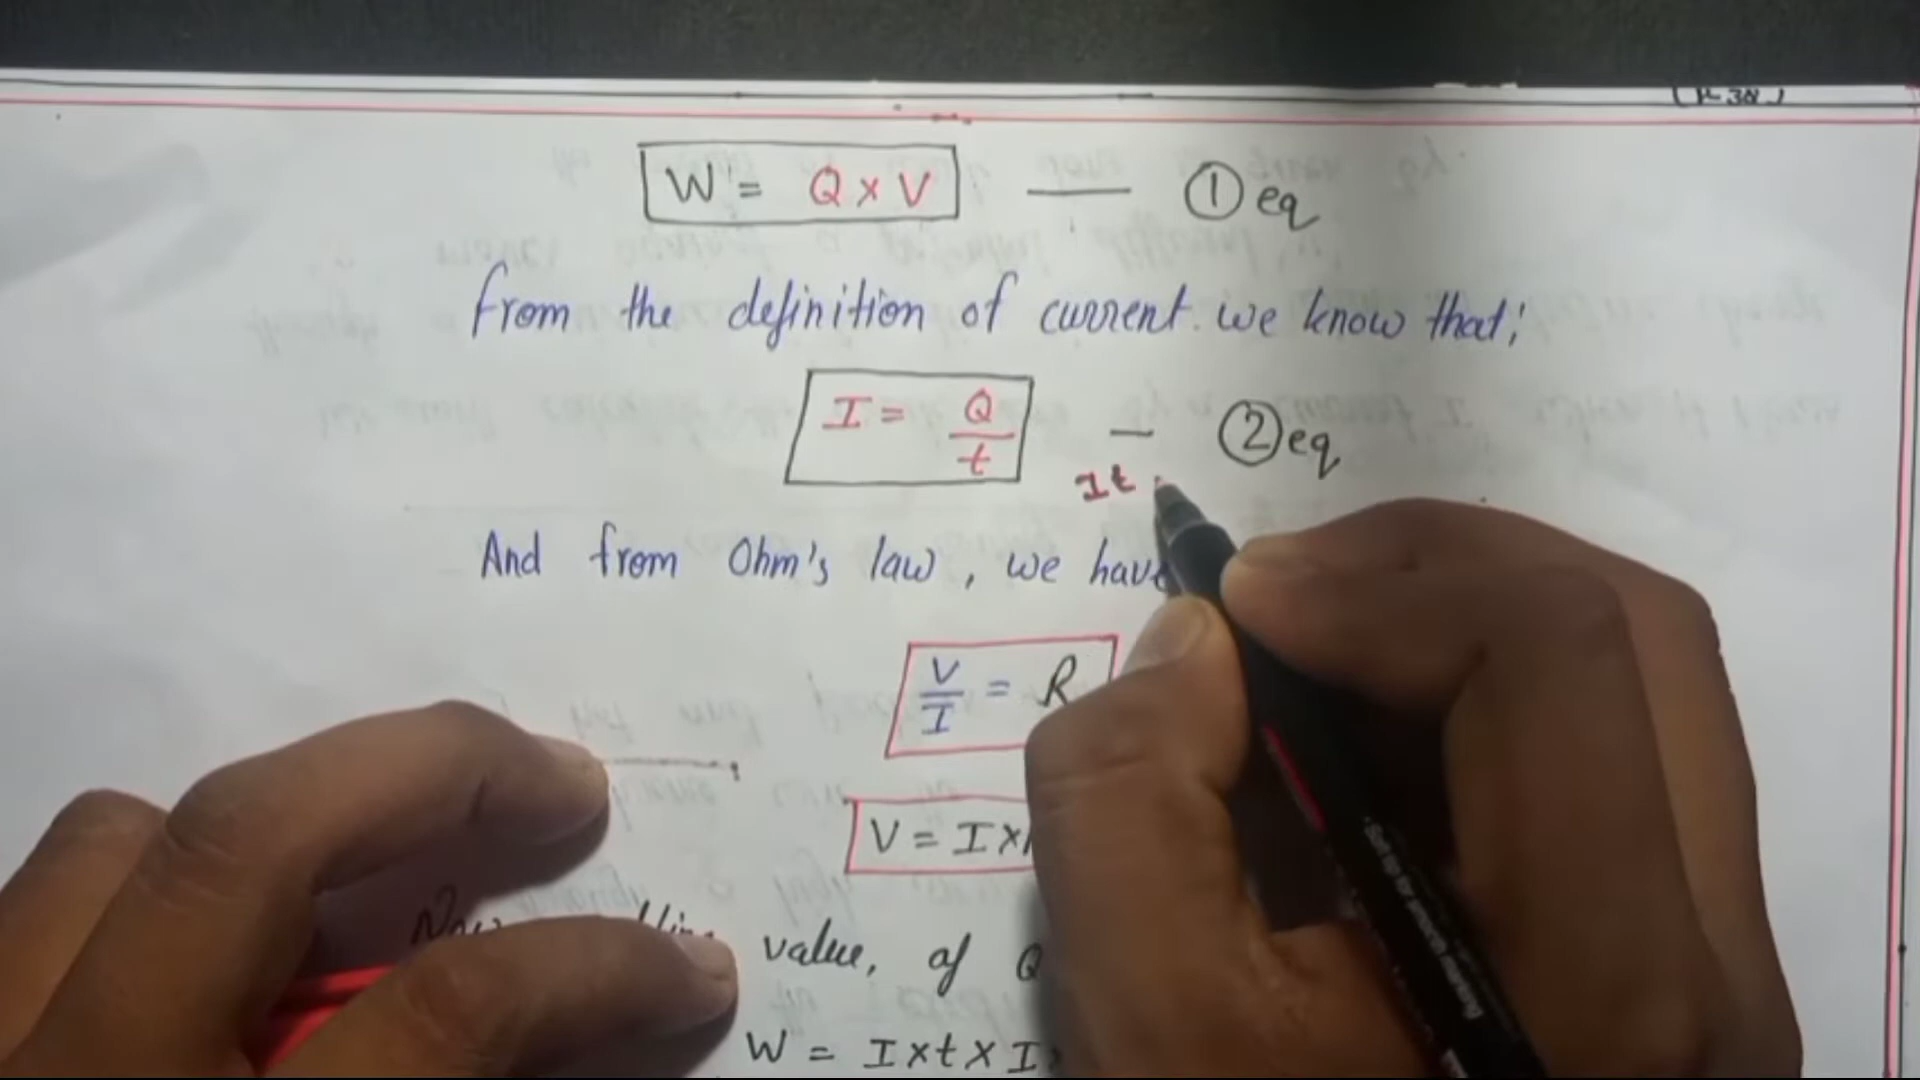 W = Q x V —— ① eq
from the definition of current we know that;
I = Q/t — ② eq
It
And from Ohm's law, we have
V/I = R
V = I x
value, of Q
W = I x t x I